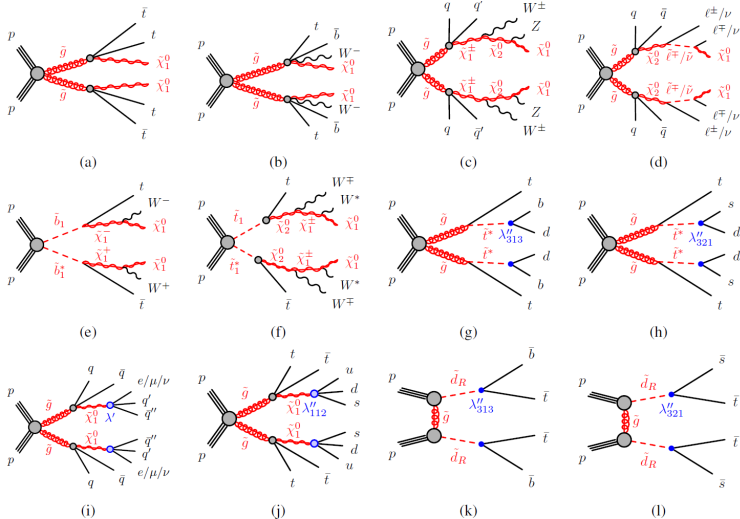 p
p
g̃
g̃
t̄
t
χ̃₁⁰
χ̃₁⁰
t
t̄
(a)
p
p
g̃
g̃
t
b̄
W⁻
χ̃₁⁰
χ̃₁⁰
W⁻
b̄
t
(b)
p
p
g̃
g̃
q
q′
χ̃₁±
χ̃₂⁰
W±
Z
χ̃₁⁰
χ̃₁±
χ̃₂⁰
χ̃₁⁰
Z
W±
q
q̄′
(c)
p
p
g̃
g̃
q
q̄
χ̃₂⁰
ℓ̃∓/ν̃
ℓ±/ν
ℓ∓/ν
χ̃₁⁰
χ̃₂⁰
ℓ̃∓/ν̃
χ̃₁⁰
ℓ∓/ν
ℓ±/ν
q
q̄
(d)
p
p
b̃₁
b̃₁*
t
W⁻
χ̃₁⁻
χ̃₁⁰
χ̃₁⁺
χ̃₁⁰
W⁺
t̄
(e)
p
p
t̃₁
t̃₁*
t
χ̃₂⁰
χ̃₁±
W∓
W*
χ̃₁⁰
χ̃₂⁰
χ̃₁±
χ̃₁⁰
W*
W∓
t̄
(f)
p
p
g̃
g̃
t
t̃*
λ″₃₁₃
b
d
t̃*
d
b
t
(g)
p
p
g̃
g̃
t
t̃*
λ″₃₂₁
s
d
t̃*
d
s
t
(h)
p
p
g̃
g̃
q
q̄
χ̃₁⁰
λ′
e/μ/ν
q′
q̄″
χ̃₁⁰
q̄″
q′
e/μ/ν
q̄
q
(i)
p
p
g̃
g̃
t
t̄
χ̃₁⁰
λ″₁₁₂
u
d
s
χ̃₁⁰
s
d
u
t̄
t
(j)
p
p
g̃
d̃R
λ″₃₁₃
b̄
t̄
d̃R
t̄
b̄
(k)
p
p
g̃
d̃R
λ″₃₂₁
s̄
t̄
d̃R
t̄
s̄
(l)